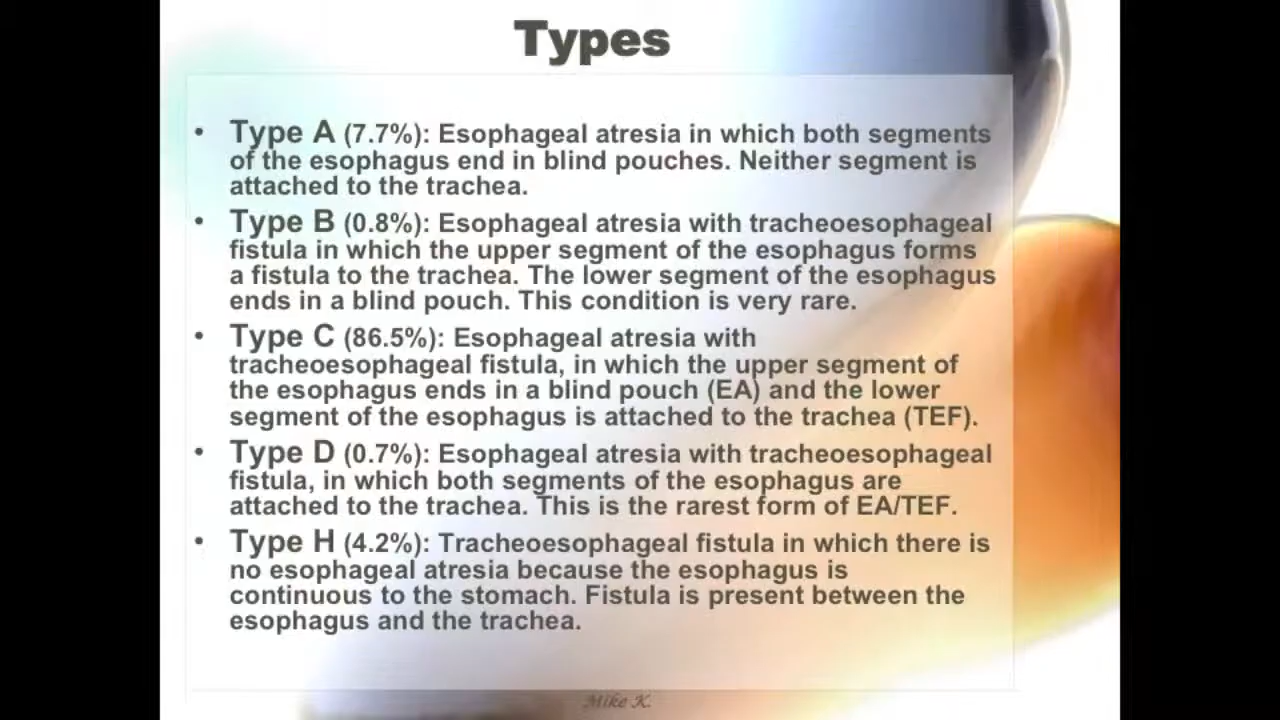 Types
• Type A (7.7%): Esophageal atresia in which both segments
of the esophagus end in blind pouches. Neither segment is
attached to the trachea.
• Type B (0.8%): Esophageal atresia with tracheoesophageal
fistula in which the upper segment of the esophagus forms
a fistula to the trachea. The lower segment of the esophagus
ends in a blind pouch. This condition is very rare.
• Type C (86.5%): Esophageal atresia with
tracheoesophageal fistula, in which the upper segment of
the esophagus ends in a blind pouch (EA) and the lower
segment of the esophagus is attached to the trachea (TEF).
• Type D (0.7%): Esophageal atresia with tracheoesophageal
fistula, in which both segments of the esophagus are
attached to the trachea. This is the rarest form of EA/TEF.
• Type H (4.2%): Tracheoesophageal fistula in which there is
no esophageal atresia because the esophagus is
continuous to the stomach. Fistula is present between the
esophagus and the trachea.
Mike K.